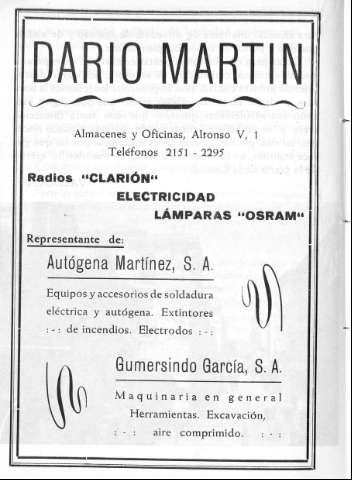 DARIO MARTIN
Almacenes y Oficinas, Alronso V, 1
Teléfonos 2151 - 2295
Radios "CLARIÓN"
ELECTRICIDAD
LÁMPARAS "OSRAM"
Representante de:
Autógena Martínez, S. A.
Equipos y accesorios de soldadura
eléctrica y autógena. Extintores
: - : de incendios. Electrodos : - :
Gumersindo García, S. A.
Maquinaria en general
Herramientas. Excavación,
: - : aire comprimido. : - :